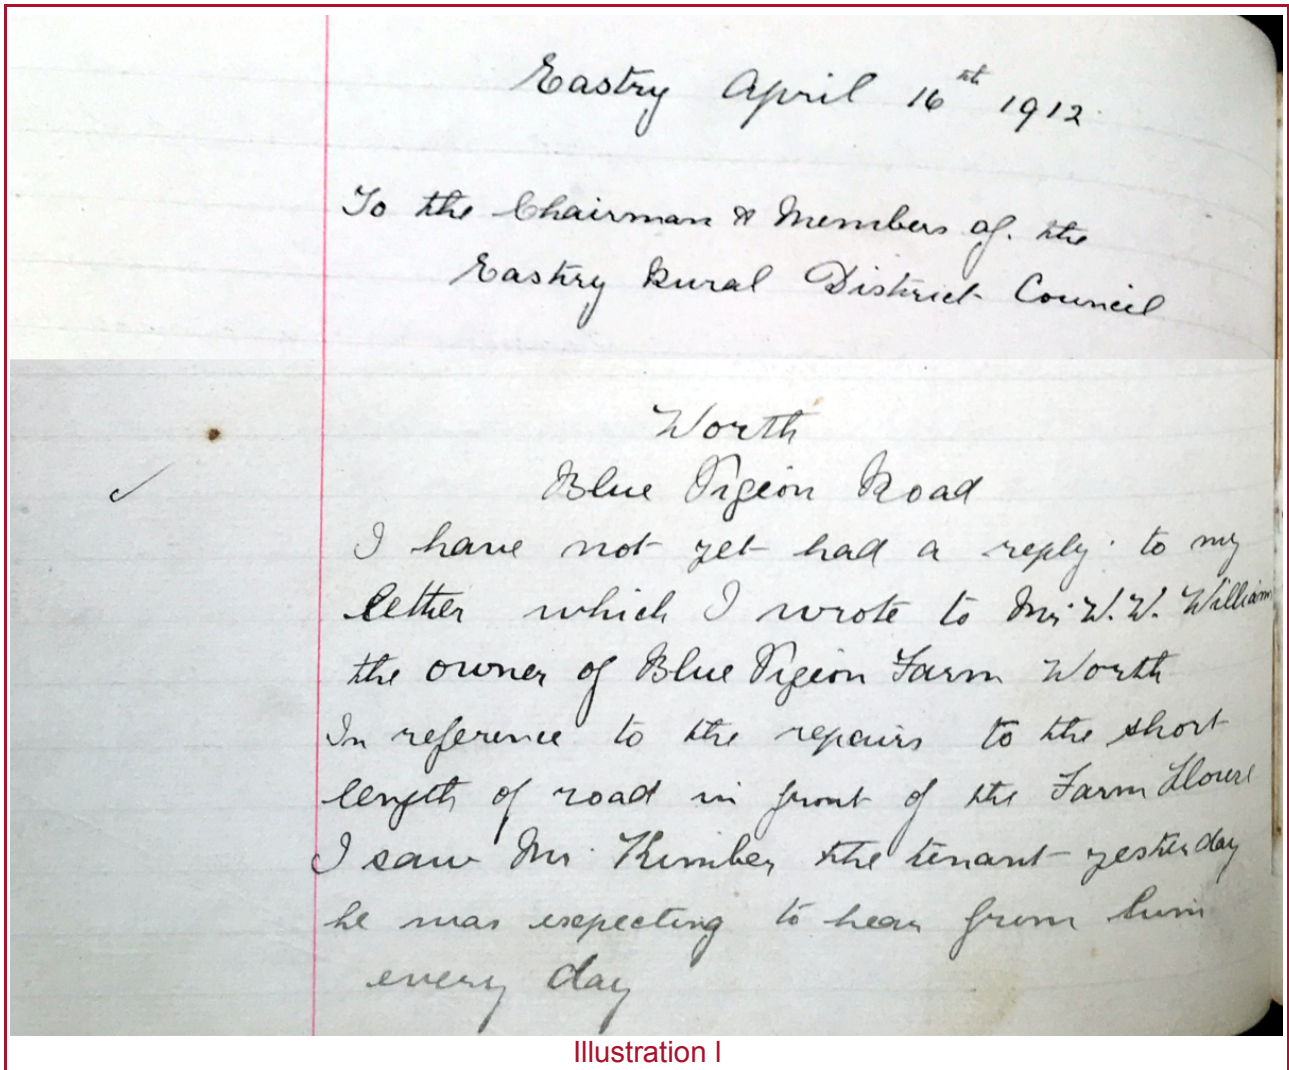 Eastry April 16th 1912
To the Chairman & Members of the
Eastry Rural District Council
Worth
Blue Pigeon Road
I have not yet had a reply to my
letter which I wrote to Mr W. W. William
the owner of Blue Pigeon Farm Worth
In reference to the repairs to the short
length of road in front of the Farm House
I saw Mr. Kimber the tenant yesterday
he was expecting to hear from him
every day
Illustration I